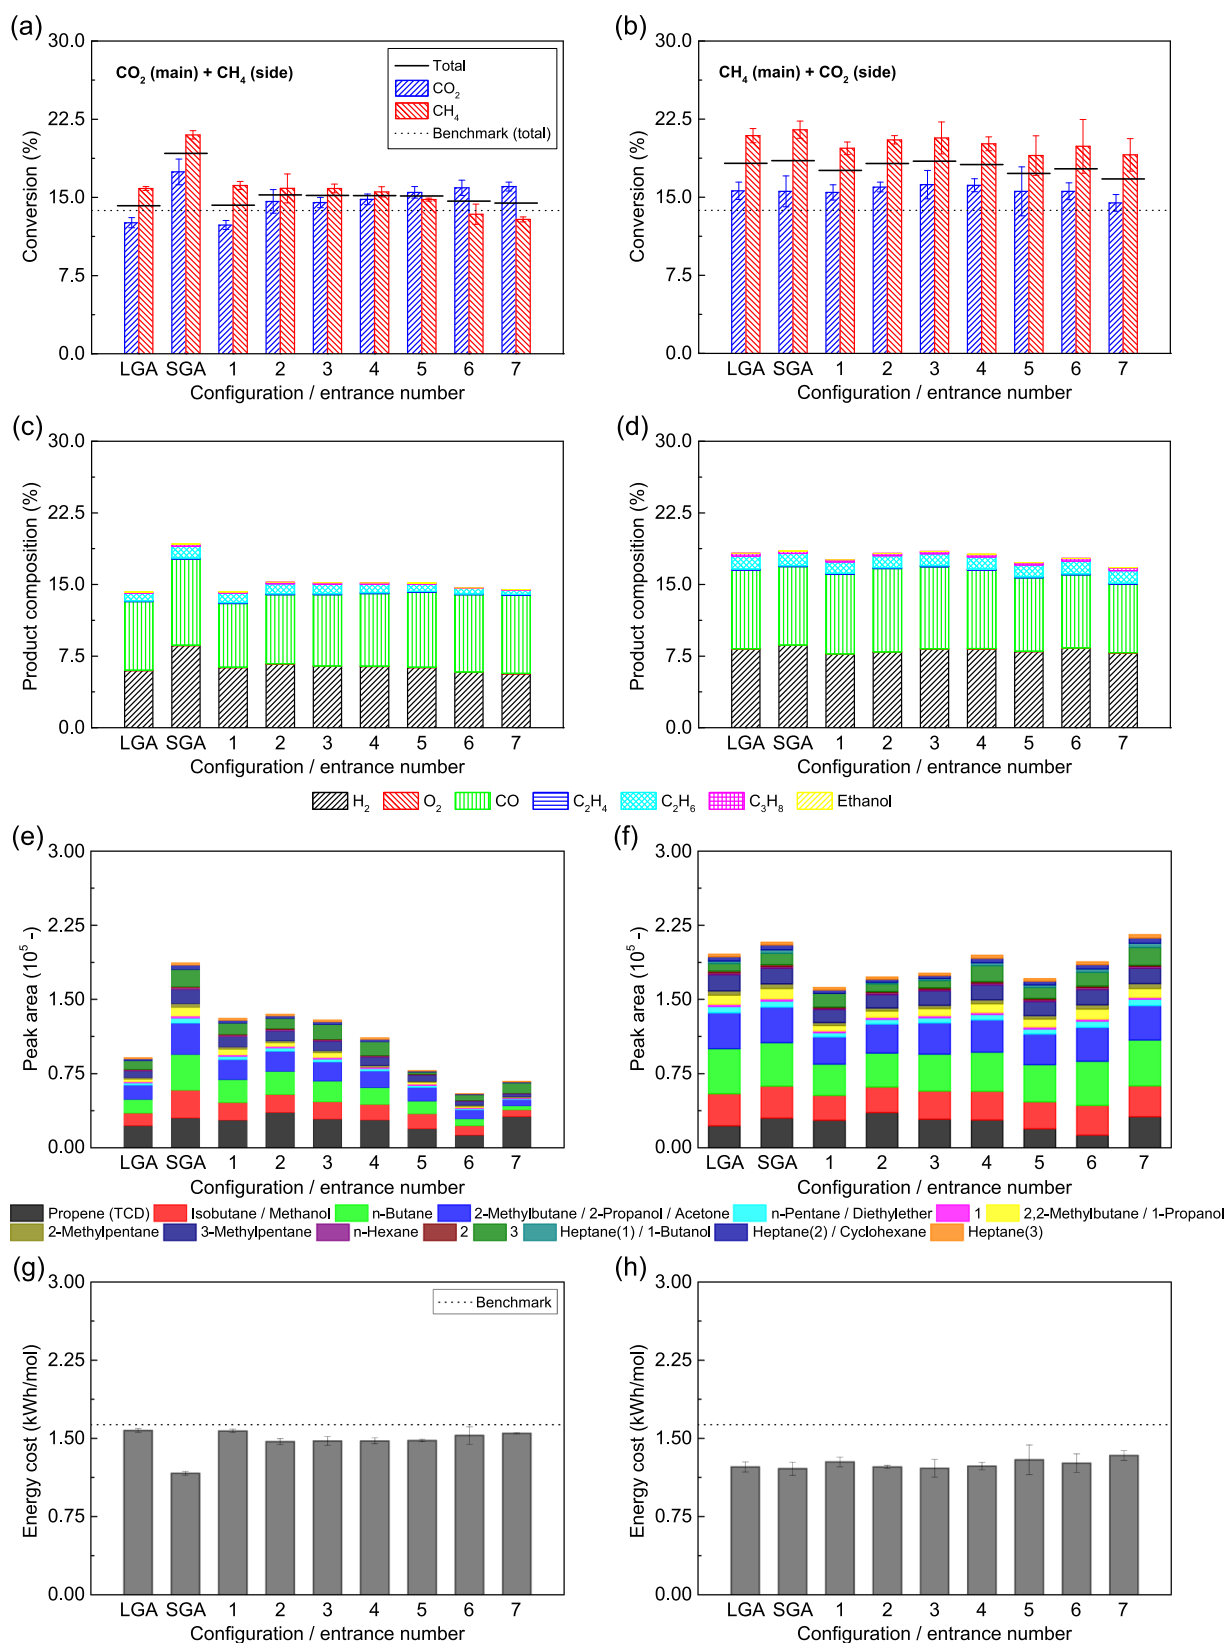 (a)
30.0
22.5
15.0
7.5
0.0
Conversion (%)
CO2 (main) + CH4 (side)
Total
CO2
CH4
Benchmark (total)
LGA SGA 1 2 3 4 5 6 7
Configuration / entrance number
(b)
30.0
22.5
15.0
7.5
0.0
Conversion (%)
CH4 (main) + CO2 (side)
LGA SGA 1 2 3 4 5 6 7
Configuration / entrance number
(c)
30.0
22.5
15.0
7.5
0.0
Product composition (%)
LGA SGA 1 2 3 4 5 6 7
Configuration / entrance number
(d)
30.0
22.5
15.0
7.5
0.0
Product composition (%)
LGA SGA 1 2 3 4 5 6 7
Configuration / entrance number
H2 O2 CO C2H4 C2H6 C3H8 Ethanol
(e)
3.00
2.25
1.50
0.75
0.00
Peak area (10^5 -)
LGA SGA 1 2 3 4 5 6 7
Configuration / entrance number
(f)
3.00
2.25
1.50
0.75
0.00
Peak area (10^5 -)
LGA SGA 1 2 3 4 5 6 7
Configuration / entrance number
Propene (TCD) Isobutane / Methanol n-Butane 2-Methylbutane / 2-Propanol / Acetone n-Pentane / Diethylether 1 2,2-Methylbutane / 1-Propanol
2-Methylpentane 3-Methylpentane n-Hexane 2 3 Heptane(1) / 1-Butanol Heptane(2) / Cyclohexane Heptane(3)
(g)
3.00
2.25
1.50
0.75
0.00
Energy cost (kWh/mol)
Benchmark
LGA SGA 1 2 3 4 5 6 7
Configuration / entrance number
(h)
3.00
2.25
1.50
0.75
0.00
Energy cost (kWh/mol)
LGA SGA 1 2 3 4 5 6 7
Configuration / entrance number